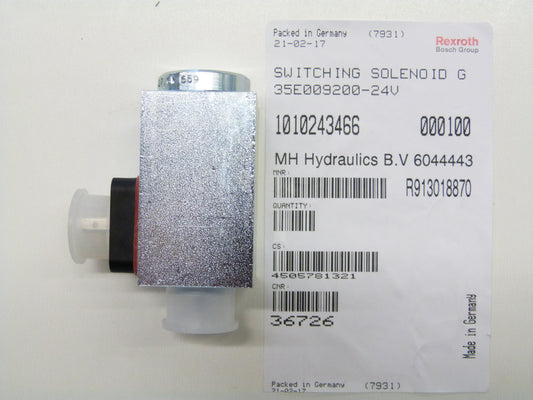 Packed in Germany (7931)
21-02-17
Rexroth
Bosch Group
SWITCHING SOLENOID G
35E009200-24V
1010243466 000100
MH Hydraulics B.V 6044443
MNR:
R913018870
QUANTITY:
CS:
4505781321
CNR:
36726
Made in Germany
Packed in Germany (7931)
559